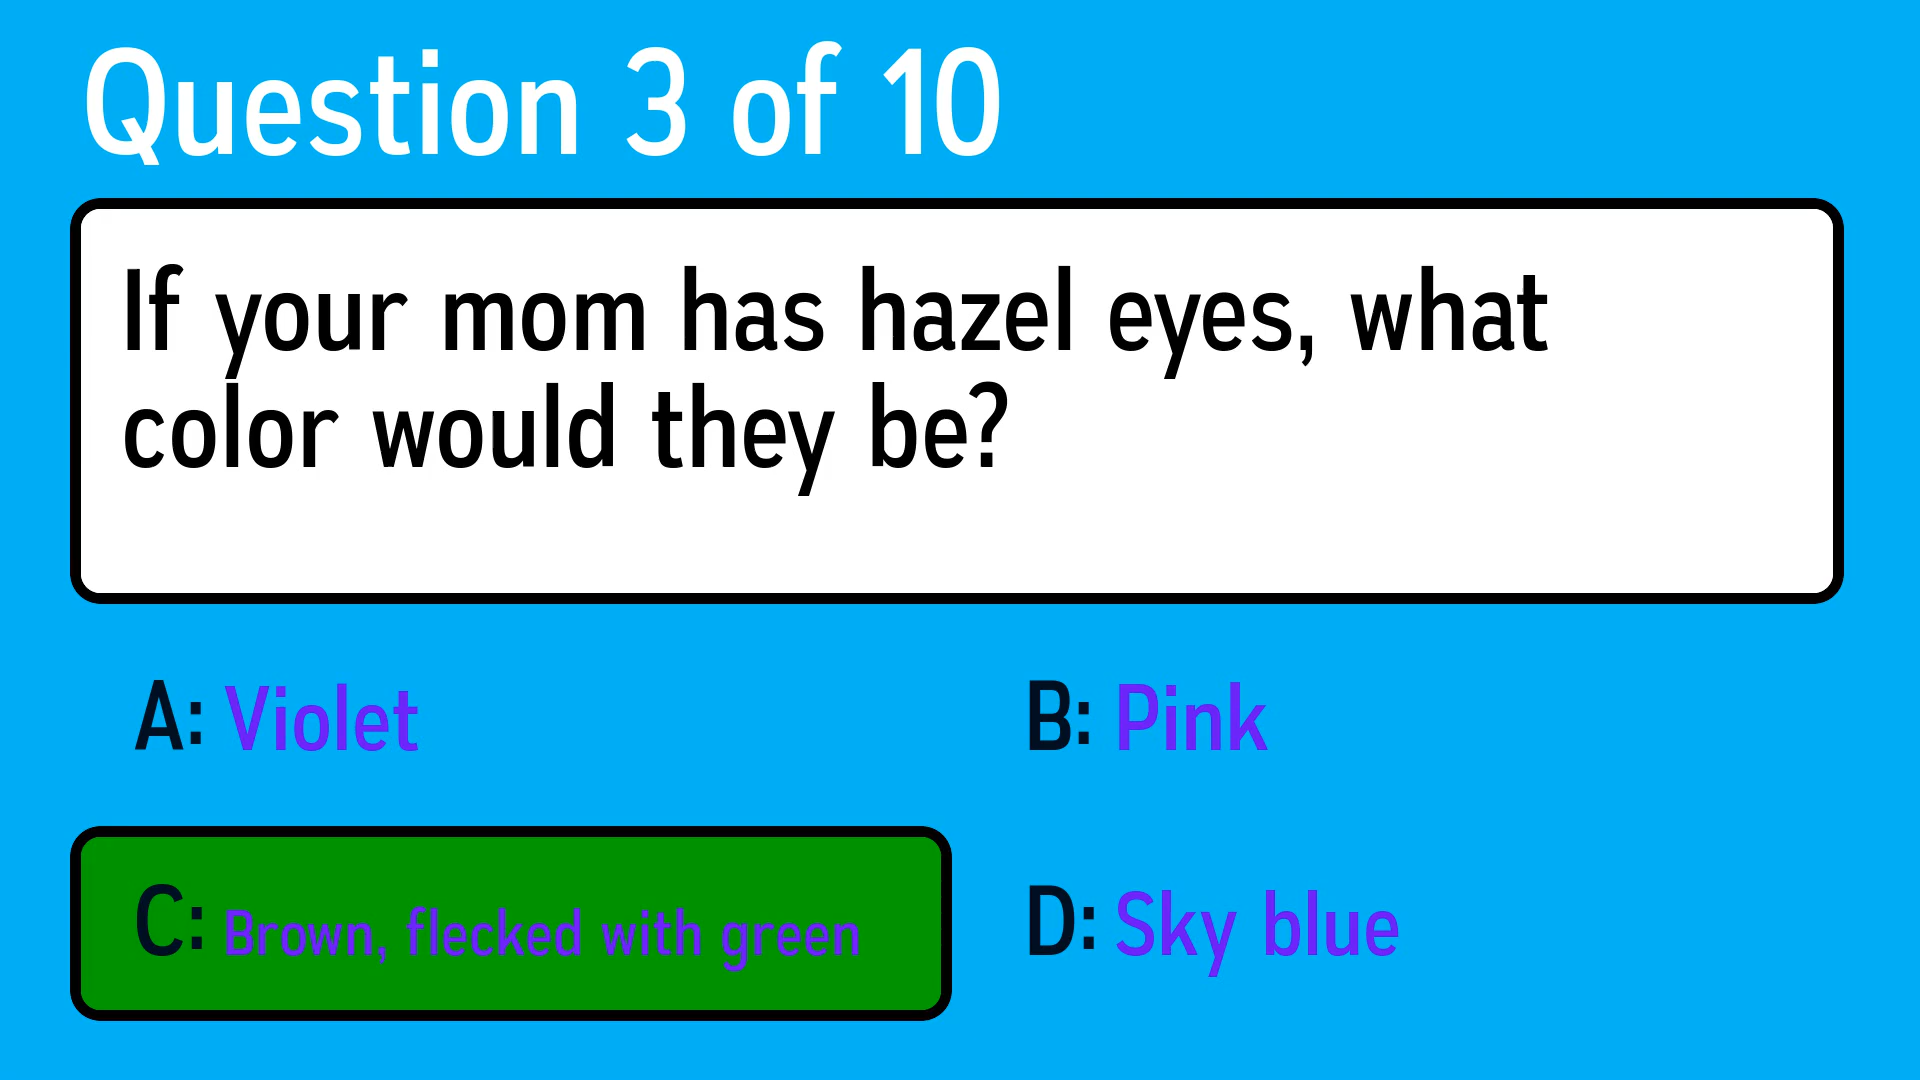 Question 3 of 10
If your mom has hazel eyes, what
color would they be?
A: Violet
B: Pink
C: Brown, flecked with green
D: Sky blue